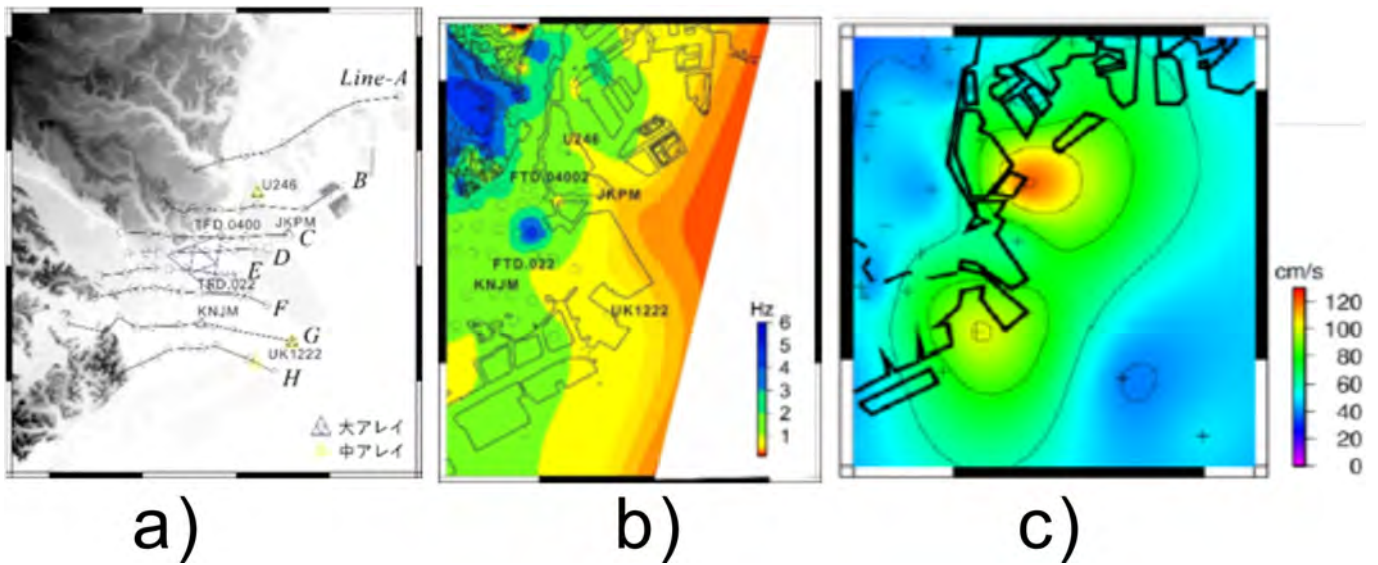 Line-A
U246
B
TFD.0400
JKPM
C
D
E
TFD.022
F
KNJM
G
UK1222
H
大アレイ
中アレイ
a)
U246
FTD.04002
JKPM
FTD.022
KNJM
UK1222
Hz
6
5
4
3
2
1
b)
cm/s
120
100
80
60
40
20
0
c)